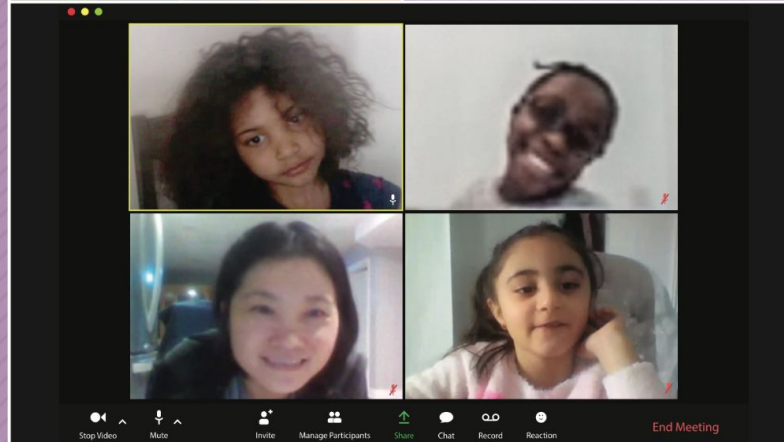 Stop Video
Mute
Invite
Manage Participants
Share
Chat
Record
Reaction
End Meeting